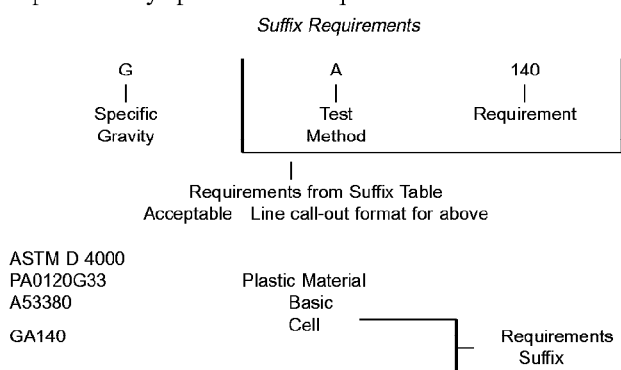 Suffix Requirements
G A 140
Specific Test Requirement
Gravity Method
Requirements from Suffix Table
Acceptable Line call-out format for above
ASTM D 4000
PA0120G33 Plastic Material
A53380 Basic
Cell
GA140 Requirements
Suffix